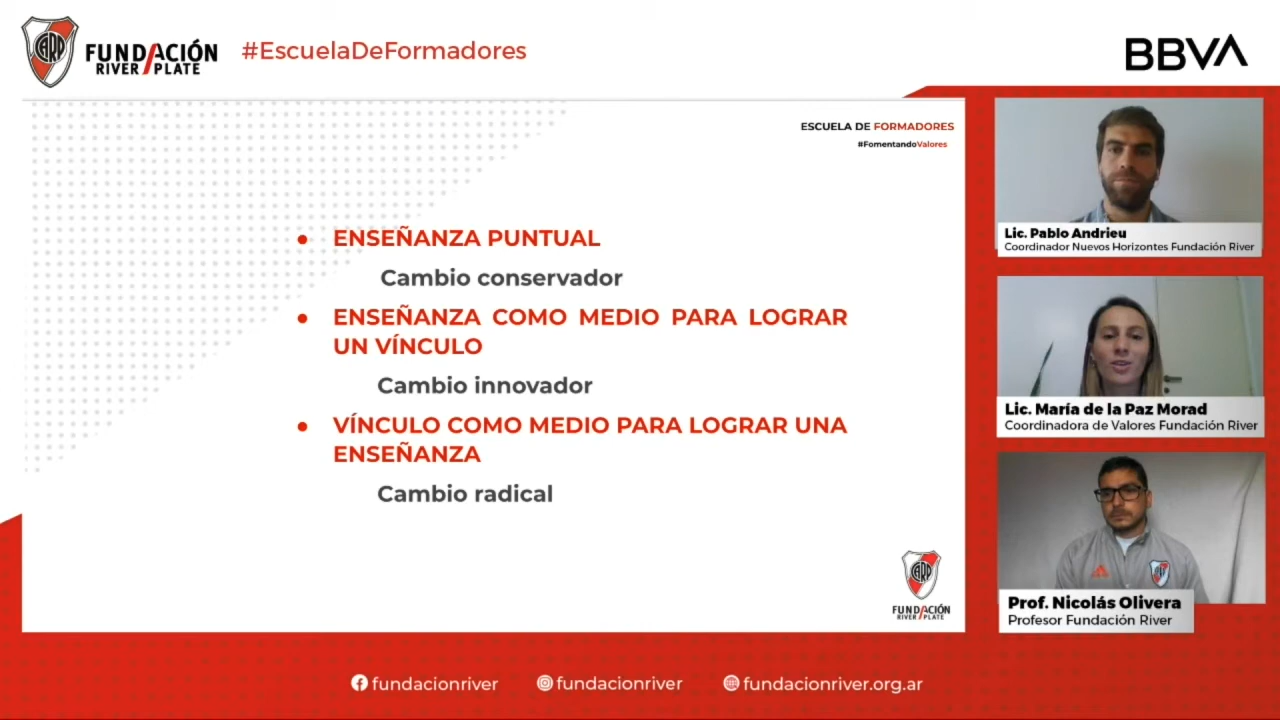 CARP
FUNDACIÓN
RIVER PLATE
#EscuelaDeFormadores
BBVA
ESCUELA DE FORMADORES
#FomentandoValores
• ENSEÑANZA PUNTUAL
Cambio conservador
• ENSEÑANZA COMO MEDIO PARA LOGRAR
UN VÍNCULO
Cambio innovador
• VÍNCULO COMO MEDIO PARA LOGRAR UNA
ENSEÑANZA
Cambio radical
CARP
FUNDACIÓN
RIVER PLATE
Lic. Pablo Andrieu
Coordinador Nuevos Horizontes Fundación River
Lic. María de la Paz Morad
Coordinadora de Valores Fundación River
Prof. Nicolás Olivera
Profesor Fundación River
fundacionriver
fundacionriver
fundacionriver.org.ar